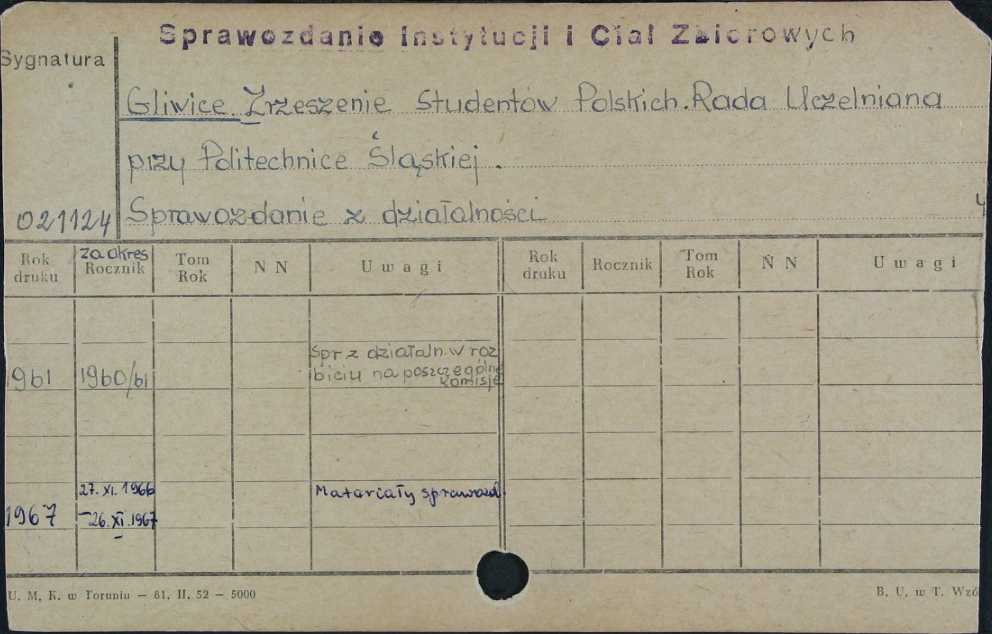 Sprawozdanie Instytucji i Ciał Zbiorowych
Sygnatura
Gliwice. Zrzeszenie Studentów Polskich. Rada Uczelniana
przy Politechnice Śląskiej.
021124 Sprawozdanie z działalności 4
Rok druku za okres Rocznik Tom Rok N N Uwagi Rok druku Rocznik Tom Rok N N Uwagi
Spr z działaln. w roz
1961 1960/61 biciu na poszczególne
komisje
27. XI. 1966 Materiały sprawozd.
1967 –26. XI. 1967
U. M. K. w Toruniu — 61. II. 52 — 5000 B. U. w T. Wzó